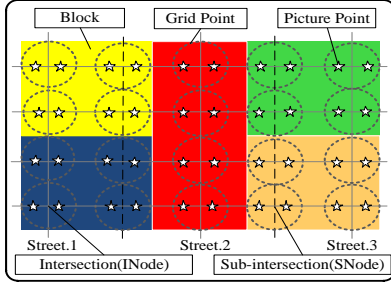 Block
Grid Point
Picture Point
Street.1
Street.2
Street.3
Intersection(INode)
Sub-intersection(SNode)